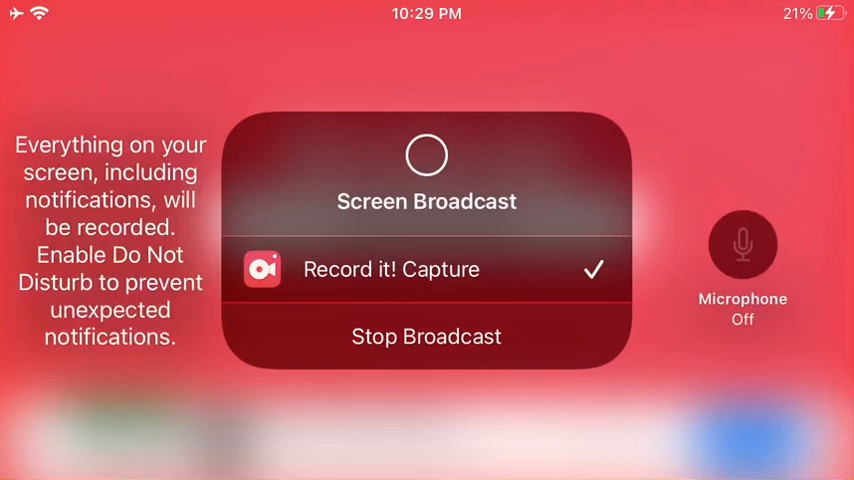 10:29 PM
21%
Everything on your
screen, including
notifications, will
be recorded.
Enable Do Not
Disturb to prevent
unexpected
notifications.
Screen Broadcast
Record it! Capture
Stop Broadcast
Microphone
Off